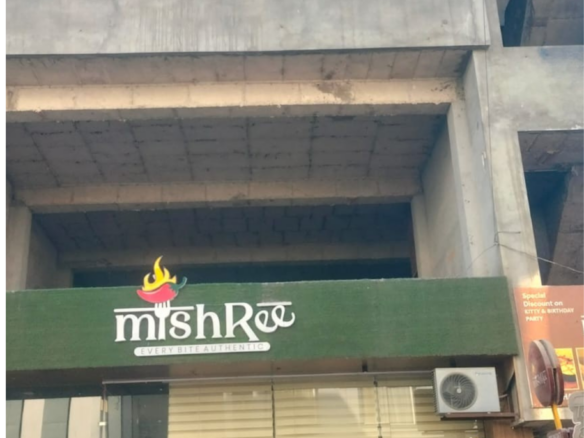 mishRee
EVERY BITE AUTHENTIC
Special
Discount on
KITTY & BIRTHDAY
PARTY